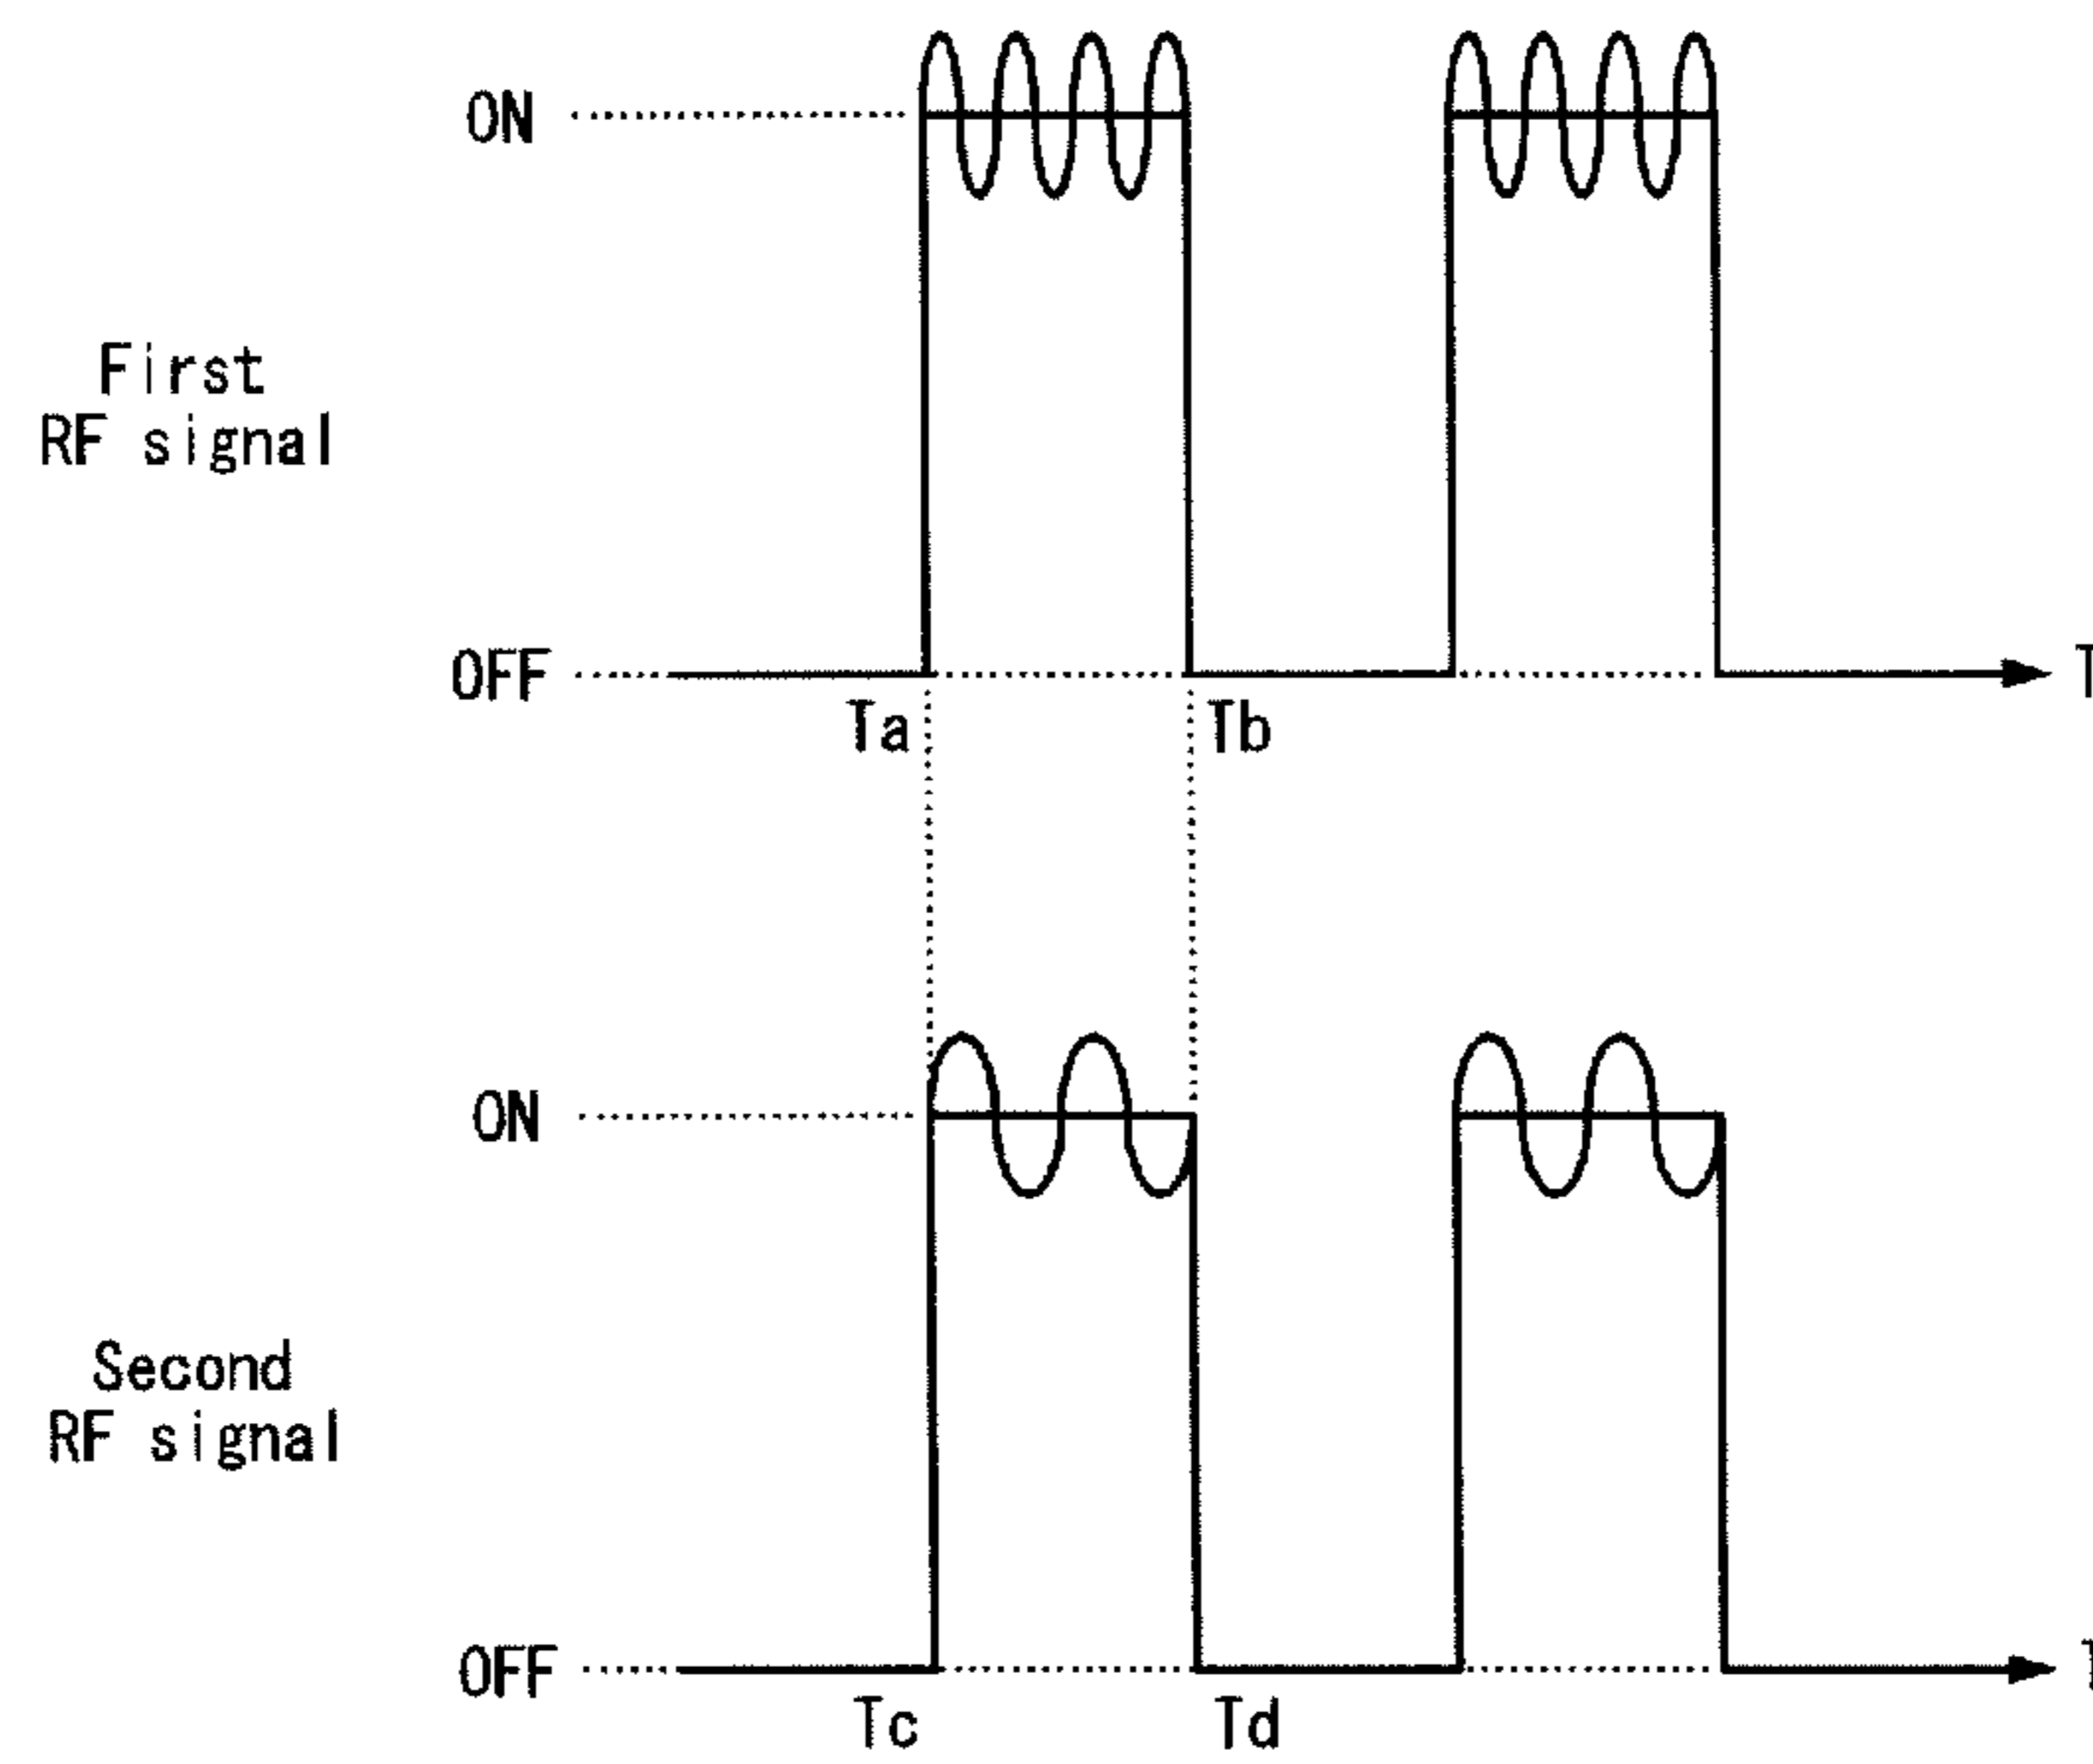 ON
First
RF signal
OFF
T
Ta
Tb
ON
Second
RF signal
OFF
Tc
Td